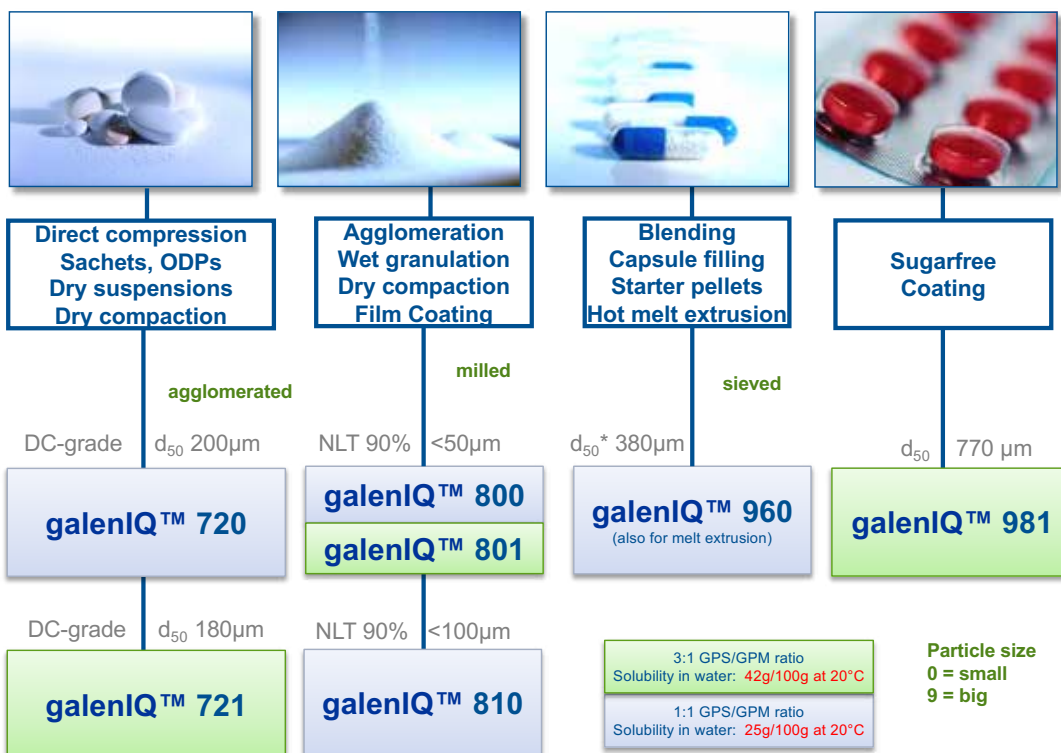 Direct compression
Sachets, ODPs
Dry suspensions
Dry compaction
Agglomeration
Wet granulation
Dry compaction
Film Coating
Blending
Capsule filling
Starter pellets
Hot melt extrusion
Sugarfree
Coating
agglomerated
milled
sieved
DC-grade d50 200µm
NLT 90% <50µm
d50* 380µm
d50 770 µm
galenIQ™ 720
galenIQ™ 800
galenIQ™ 801
galenIQ™ 960
(also for melt extrusion)
galenIQ™ 981
DC-grade d50 180µm
NLT 90% <100µm
galenIQ™ 721
galenIQ™ 810
3:1 GPS/GPM ratio
Solubility in water: 42g/100g at 20°C
1:1 GPS/GPM ratio
Solubility in water: 25g/100g at 20°C
Particle size
0 = small
9 = big